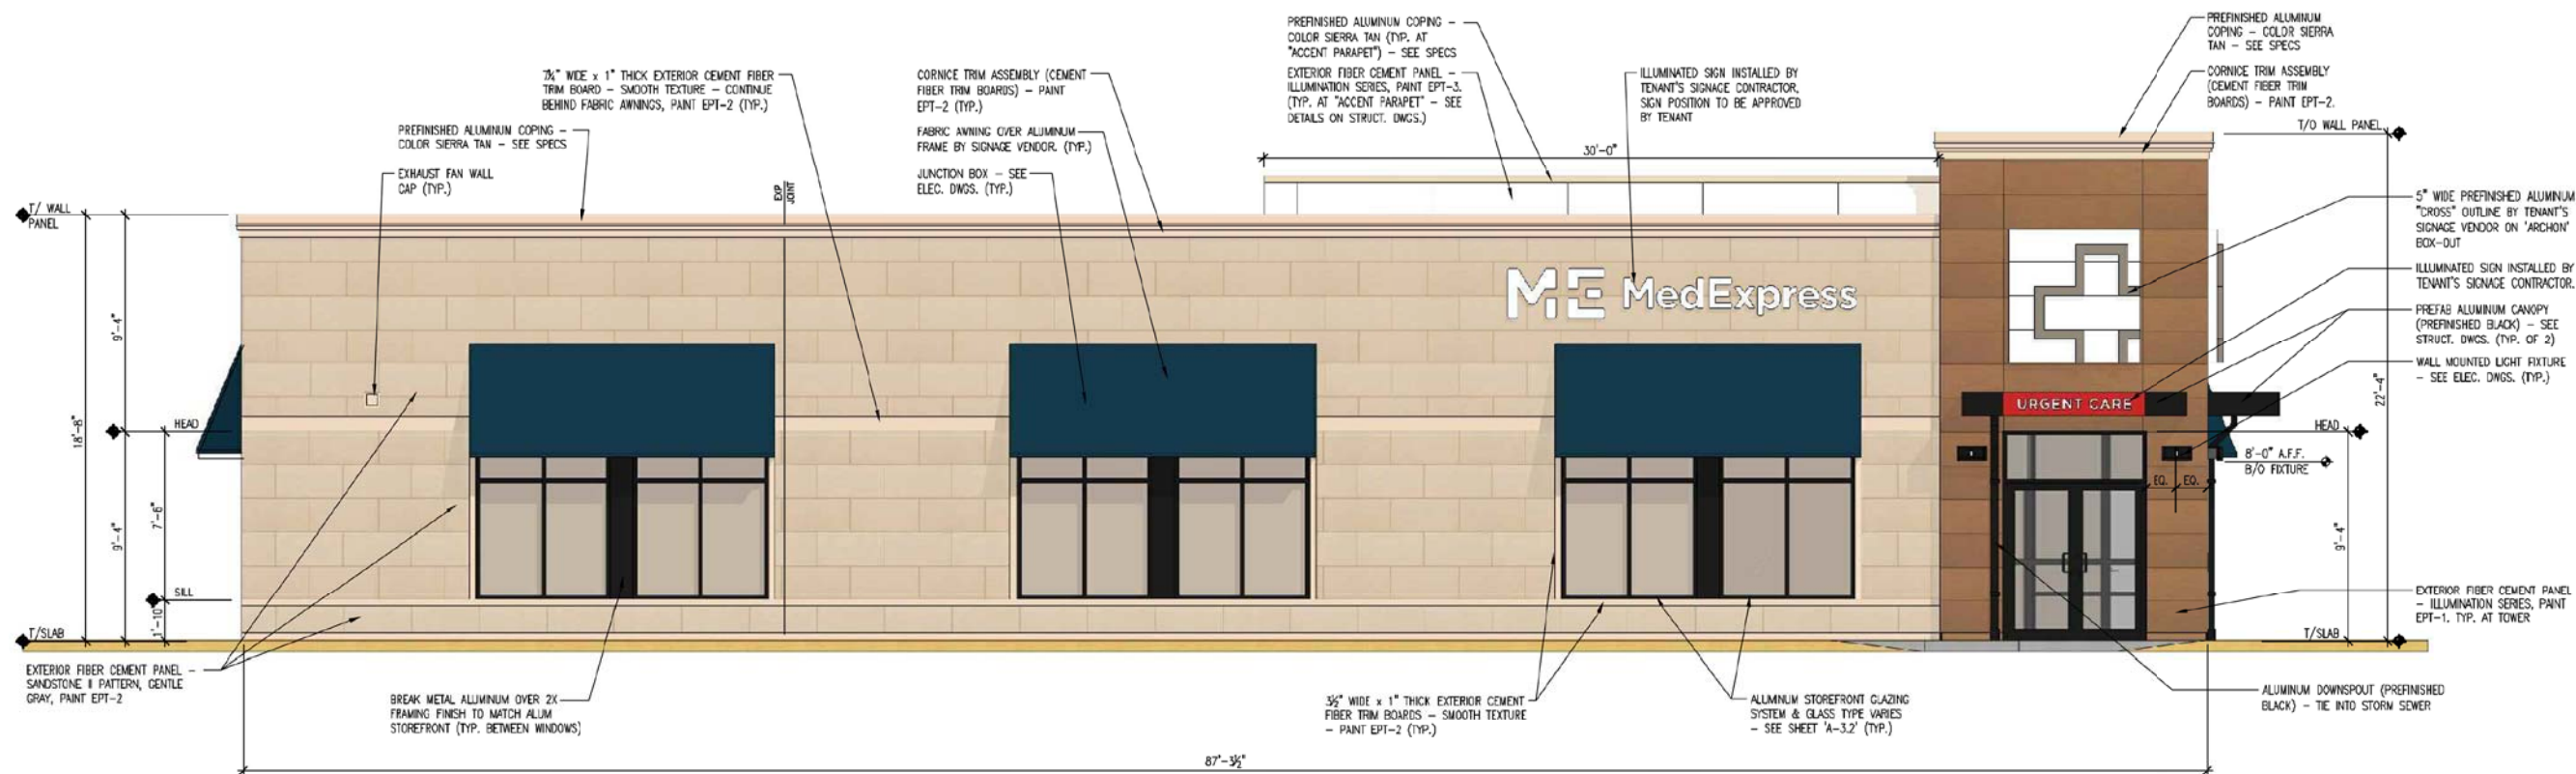 PREFINISHED ALUMINUM COPING –
COLOR SIERRA TAN (TYP. AT
"ACCENT PARAPET") – SEE SPECS
EXTERIOR FIBER CEMENT PANEL –
ILLUMINATION SERIES, PAINT EPT-3.
(TYP. AT "ACCENT PARAPET" – SEE
DETAILS ON STRUCT. DWGS.)
PREFINISHED ALUMINUM
COPING – COLOR SIERRA
TAN – SEE SPECS
CORNICE TRIM ASSEMBLY
(CEMENT FIBER TRIM
BOARDS) – PAINT EPT-2.
7¼" WIDE x 1" THICK EXTERIOR CEMENT FIBER
TRIM BOARD – SMOOTH TEXTURE – CONTINUE
BEHIND FABRIC AWNINGS, PAINT EPT-2 (TYP.)
CORNICE TRIM ASSEMBLY (CEMENT
FIBER TRIM BOARDS) – PAINT
EPT-2 (TYP.)
FABRIC AWNING OVER ALUMINUM
FRAME BY SIGNAGE VENDOR. (TYP.)
JUNCTION BOX – SEE
ELEC. DWGS. (TYP.)
ILLUMINATED SIGN INSTALLED BY
TENANT'S SIGNAGE CONTRACTOR,
SIGN POSITION TO BE APPROVED
BY TENANT
PREFINISHED ALUMINUM COPING –
COLOR SIERRA TAN – SEE SPECS
EXHAUST FAN WALL
CAP (TYP.)
T/O WALL PANEL
30'-0"
EXP
JOINT
T/ WALL
PANEL
5" WIDE PREFINISHED ALUMINUM
"CROSS" OUTLINE BY TENANT'S
SIGNAGE VENDOR ON 'ARCHON'
BOX-OUT
ILLUMINATED SIGN INSTALLED BY
TENANT'S SIGNAGE CONTRACTOR.
PREFAB ALUMINUM CANOPY
(PREFINISHED BLACK) – SEE
STRUCT. DWGS. (TYP. OF 2)
WALL MOUNTED LIGHT FIXTURE
– SEE ELEC. DWGS. (TYP.)
ME MedExpress
URGENT CARE
9'-4"
18'-8"
22'-4"
HEAD
HEAD
8'-0" A.F.F.
B/O FIXTURE
EQ. EQ.
9'-4"
7'-6"
9'-4"
SILL
1'-10"
T/SLAB
T/SLAB
EXTERIOR FIBER CEMENT PANEL
– ILLUMINATION SERIES, PAINT
EPT-1. TYP. AT TOWER
EXTERIOR FIBER CEMENT PANEL –
SANDSTONE II PATTERN, GENTLE
GRAY, PAINT EPT-2
BREAK METAL ALUMINUM OVER 2X
FRAMING FINISH TO MATCH ALUM
STOREFRONT (TYP. BETWEEN WINDOWS)
3½" WIDE x 1" THICK EXTERIOR CEMENT
FIBER TRIM BOARDS – SMOOTH TEXTURE
– PAINT EPT-2 (TYP.)
ALUMINUM STOREFRONT GLAZING
SYSTEM & GLASS TYPE VARIES
– SEE SHEET 'A-3.2' (TYP.)
ALUMINUM DOWNSPOUT (PREFINISHED
BLACK) – TIE INTO STORM SEWER
87'-3½"